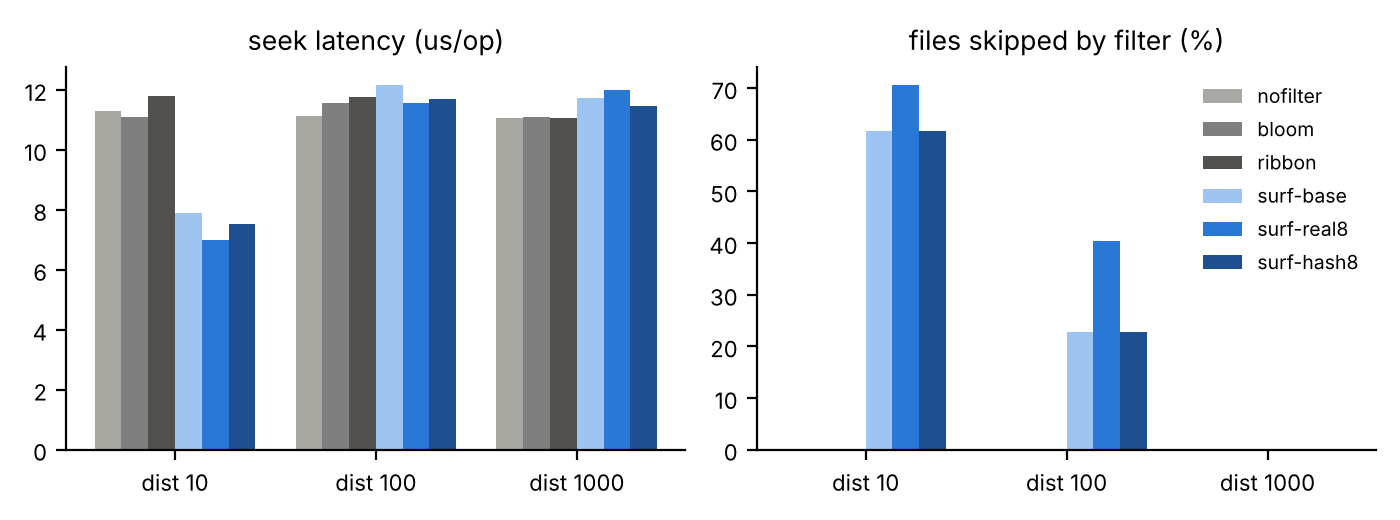 seek latency (us/op)
12
10
8
6
4
2
0
dist 10
dist 100
dist 1000
files skipped by filter (%)
70
60
50
40
30
20
10
0
dist 10
dist 100
dist 1000
nofilter
bloom
ribbon
surf-base
surf-real8
surf-hash8